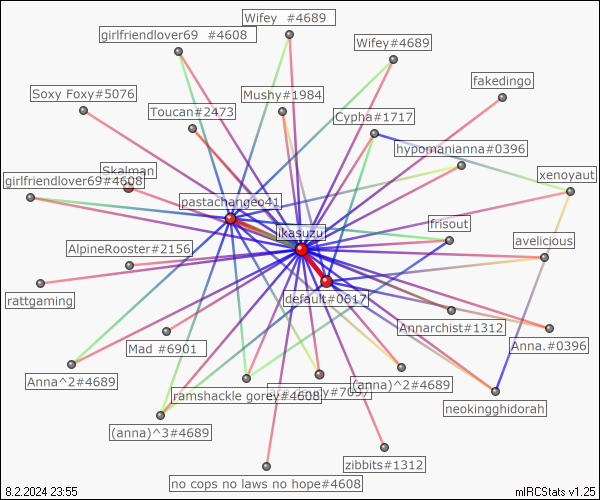 Wifey  #4689
girlfriendlover69  #4608
Wifey#4689
fakedingo
Soxy Foxy#5076
Mushy#1984
Toucan#2473
Cypha#1717
hypomanianna#0396
Skalman
xenoyaut
girlfriendlover69#4608
pastachangeo41
frisout
ikasuzu
avelicious
AlpineRooster#2156
rattgaming
default#0617
Annarchist#1312
Anna.#0396
Mad #6901
Anna^2#4689
(anna)^2#4689
ramshackle gorey#4608
neokingghidorah
(anna)^3#4689
zibbits#1312
no cops no laws no hope#4608
8.2.2024 23:55
mIRCStats v1.25